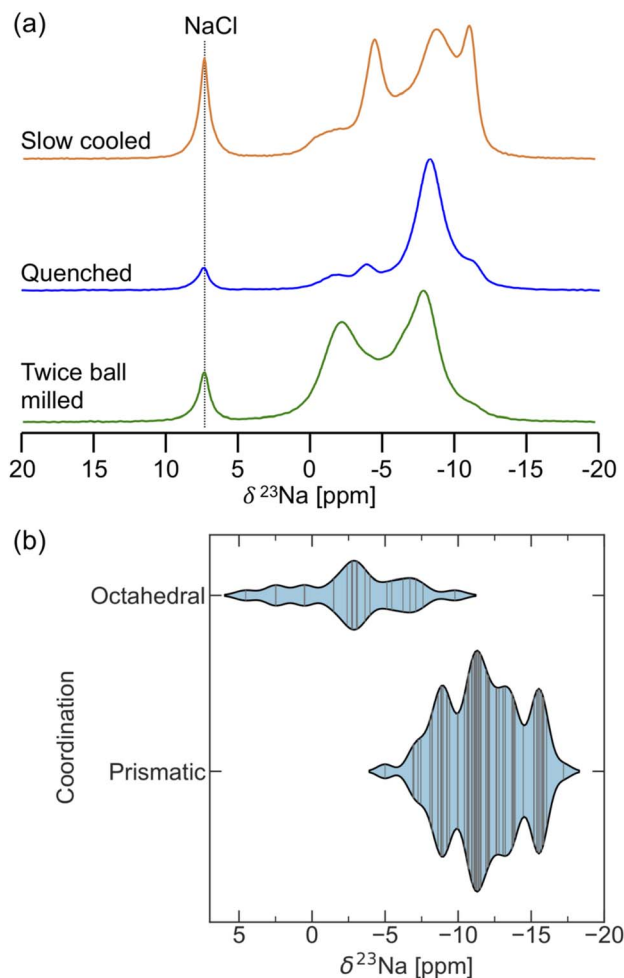 (a)
NaCl
Slow cooled
Quenched
Twice ball
milled
20 15 10 5 0 -5 -10 -15 -20
δ ²³Na [ppm]
(b)
Octahedral
Coordination
Prismatic
5 0 −5 −10 −15 −20
δ²³Na [ppm]